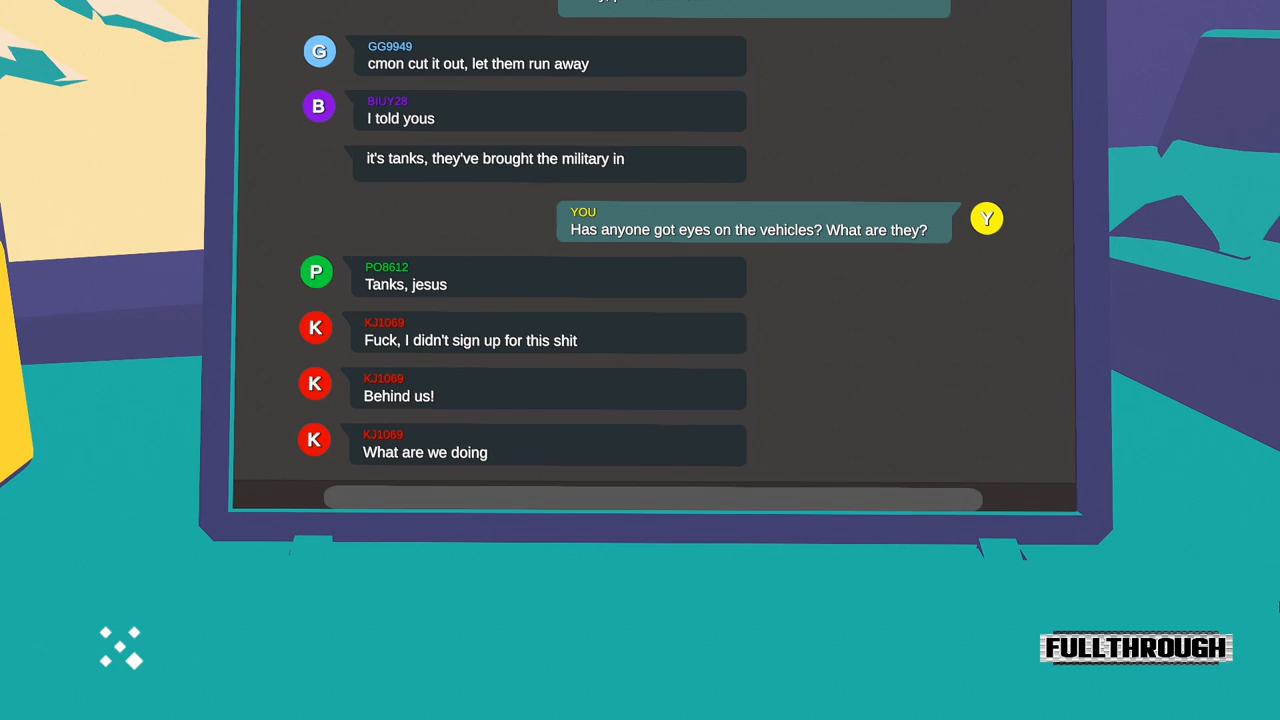 G
GG9949
cmon cut it out, let them run away
B
BIUY28
I told yous
it's tanks, they've brought the military in
YOU
Has anyone got eyes on the vehicles? What are they?
Y
P
PO8612
Tanks, jesus
K
KJ1069
Fuck, I didn't sign up for this shit
K
KJ1069
Behind us!
K
KJ1069
What are we doing
FULLTHROUGH